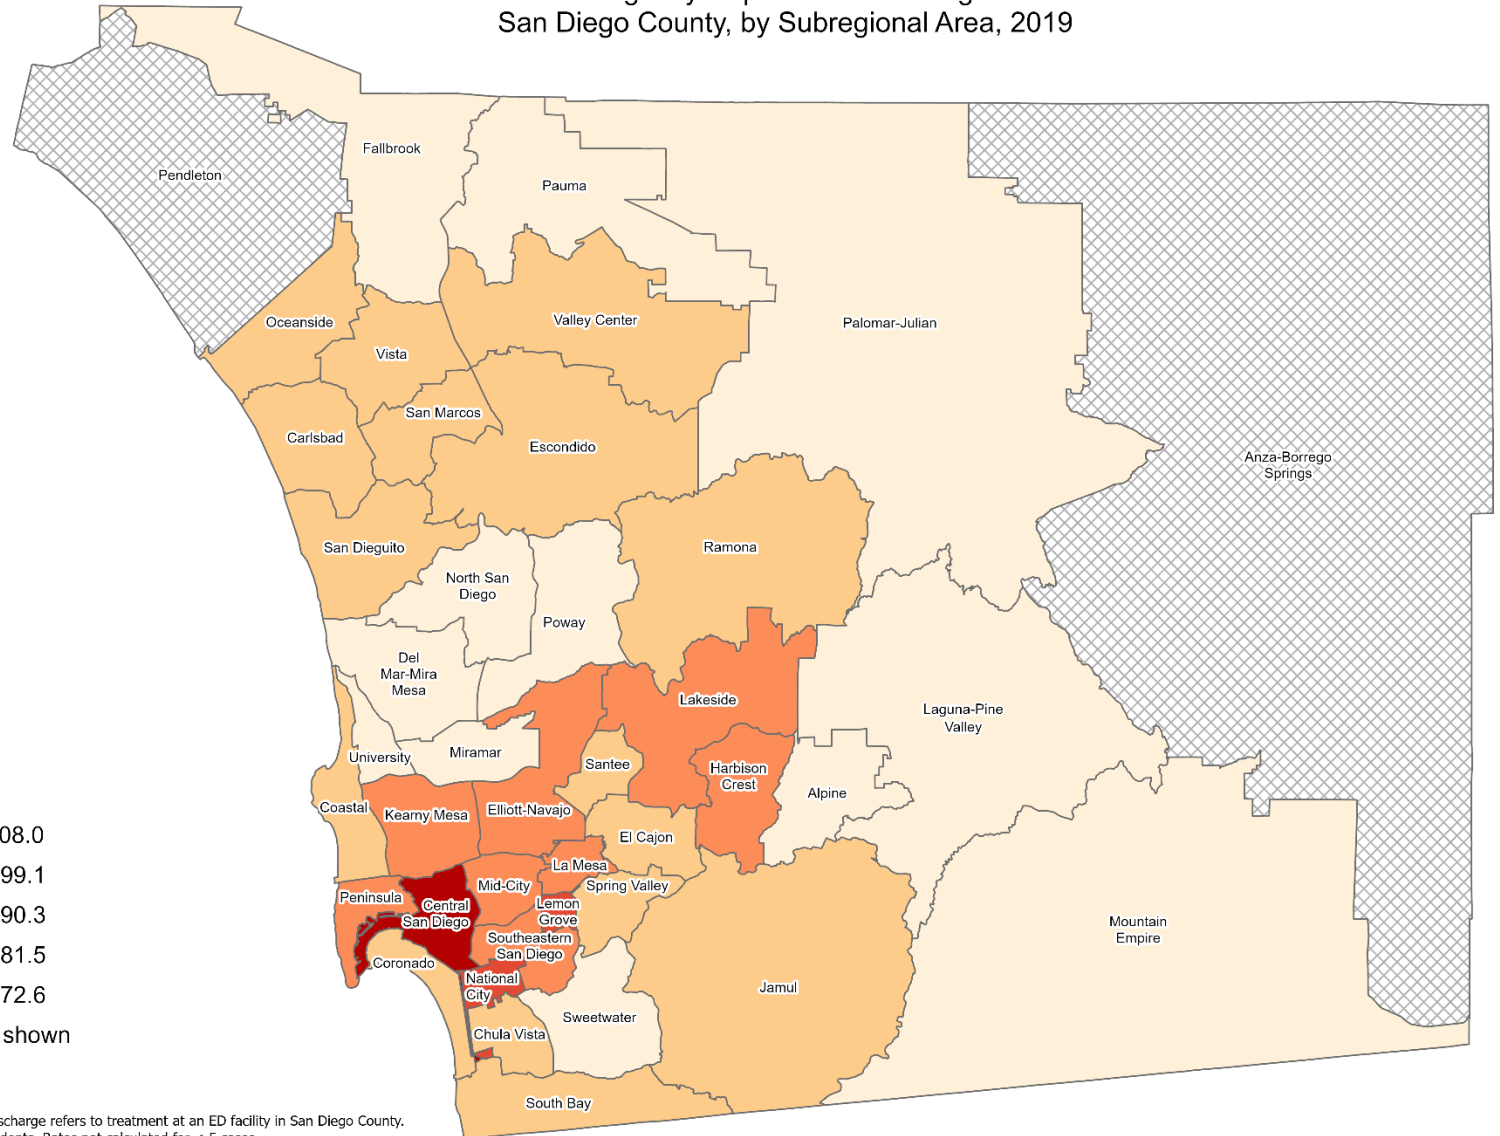 San Diego County, by Subregional Area, 2019
Fallbrook
Pendleton
Pauma
Oceanside
Valley Center
Palomar-Julian
Vista
San Marcos
Carlsbad
Escondido
Anza-Borrego
Springs
San Dieguito
Ramona
North San
Diego
Poway
Del
Mar-Mira
Mesa
Lakeside
Laguna-Pine
Valley
University
Miramar
Santee
Harbison
Crest
Alpine
Coastal
Kearny Mesa
Elliott-Navajo
El Cajon
08.0
La Mesa
99.1
Mid-City
Spring Valley
Peninsula
Central
San Diego
Lemon
Grove
90.3
Southeastern
San Diego
Mountain
Empire
81.5
Coronado
National
City
Jamul
72.6
Sweetwater
shown
Chula Vista
South Bay
scharge refers to treatment at an ED facility in San Diego County.